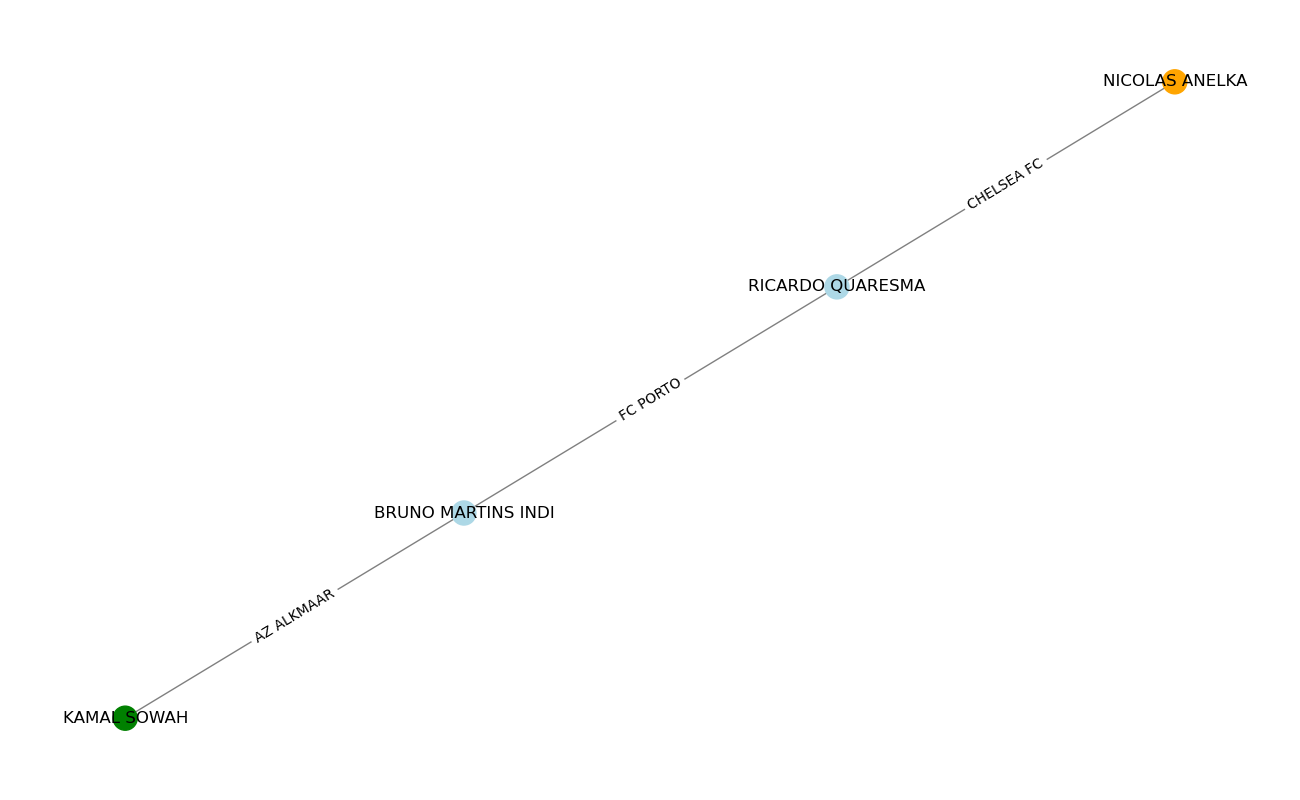 NICOLAS ANELKA
CHELSEA FC
RICARDO QUARESMA
FC PORTO
BRUNO MARTINS INDI
AZ ALKMAAR
KAMAL SOWAH